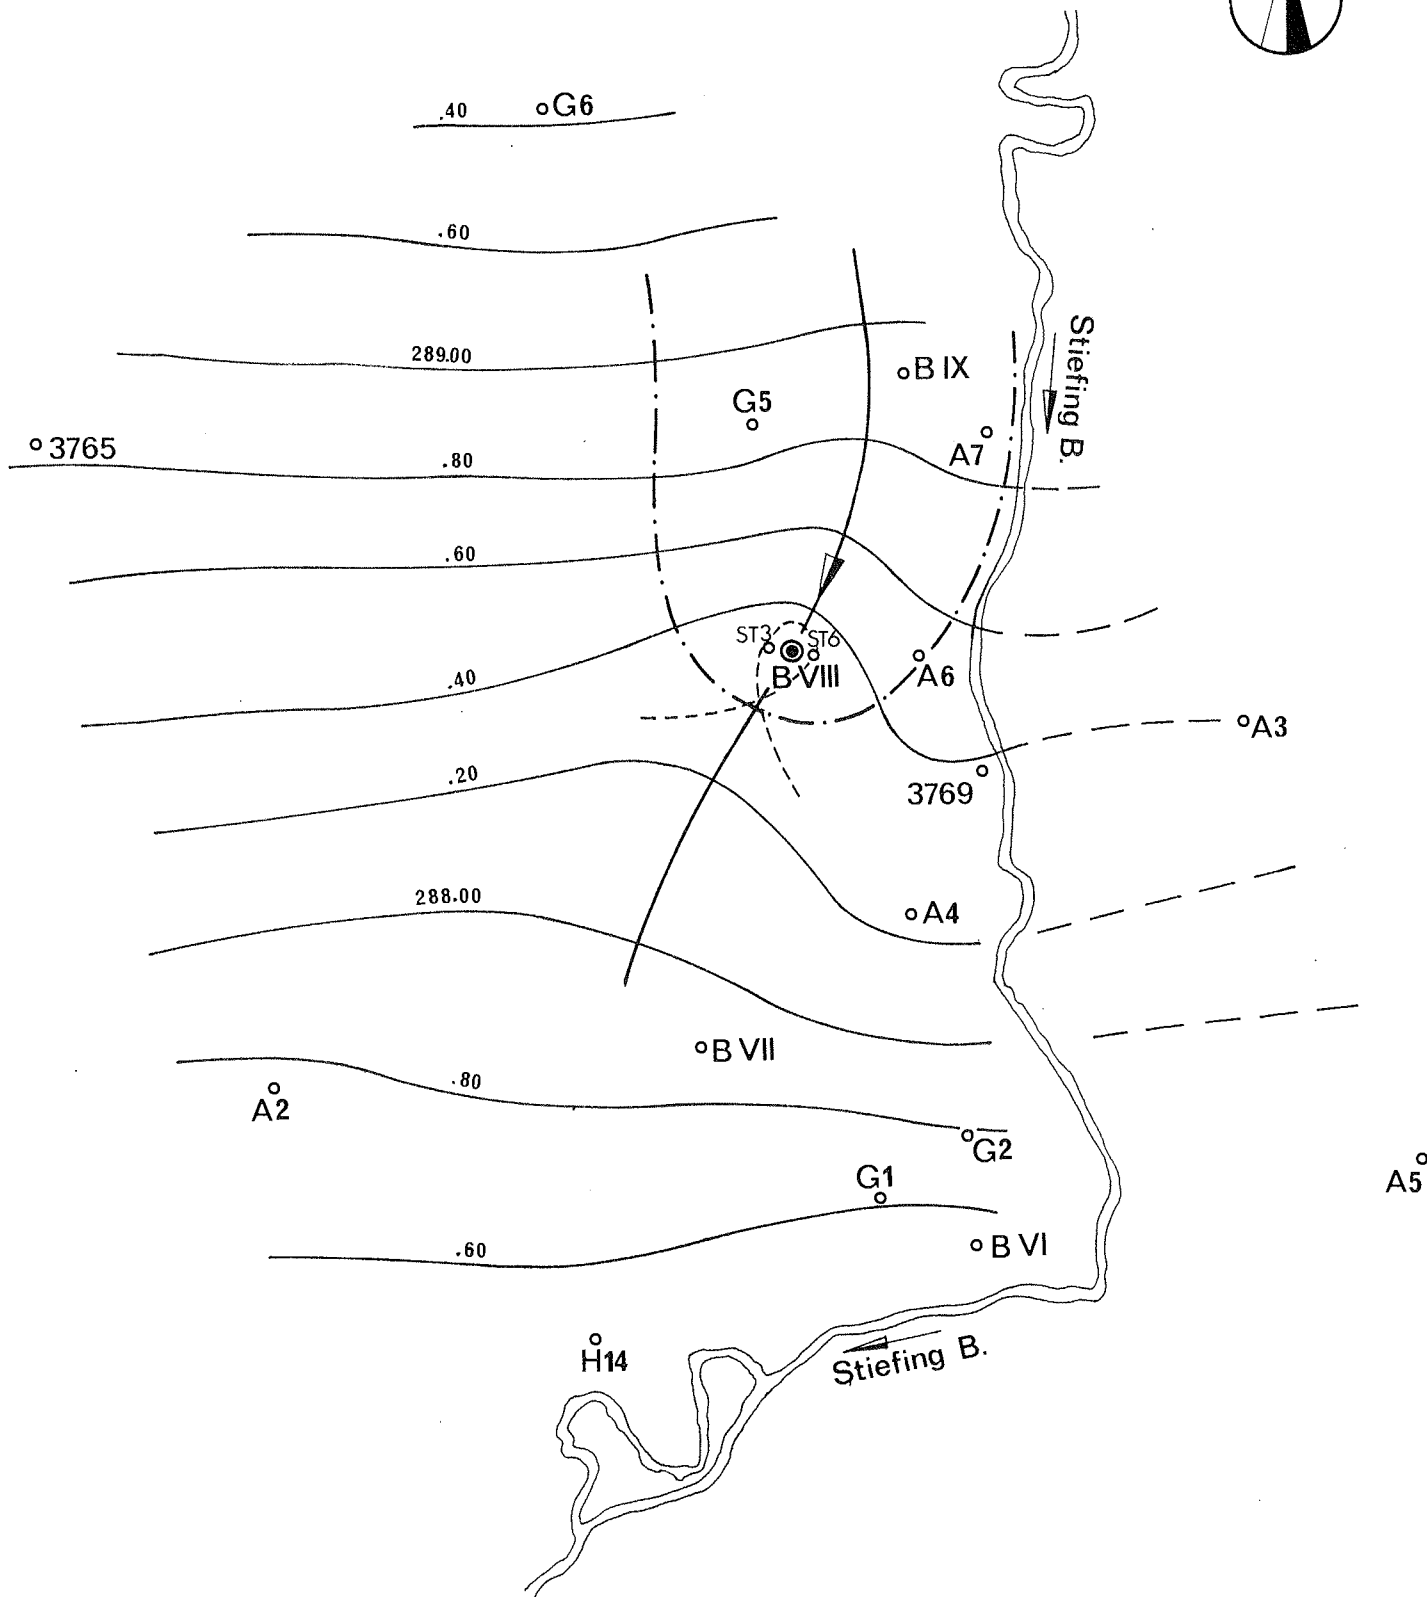 .40
G6
.60
289.00
B IX
Stiefing B.
G5
3765
A7
.80
.60
ST3
ST6
B VIII
A6
.40
A3
.20
3769
288.00
A4
B VII
.80
A2
G2
G1
A5
.60
B VI
Stiefing B.
H14